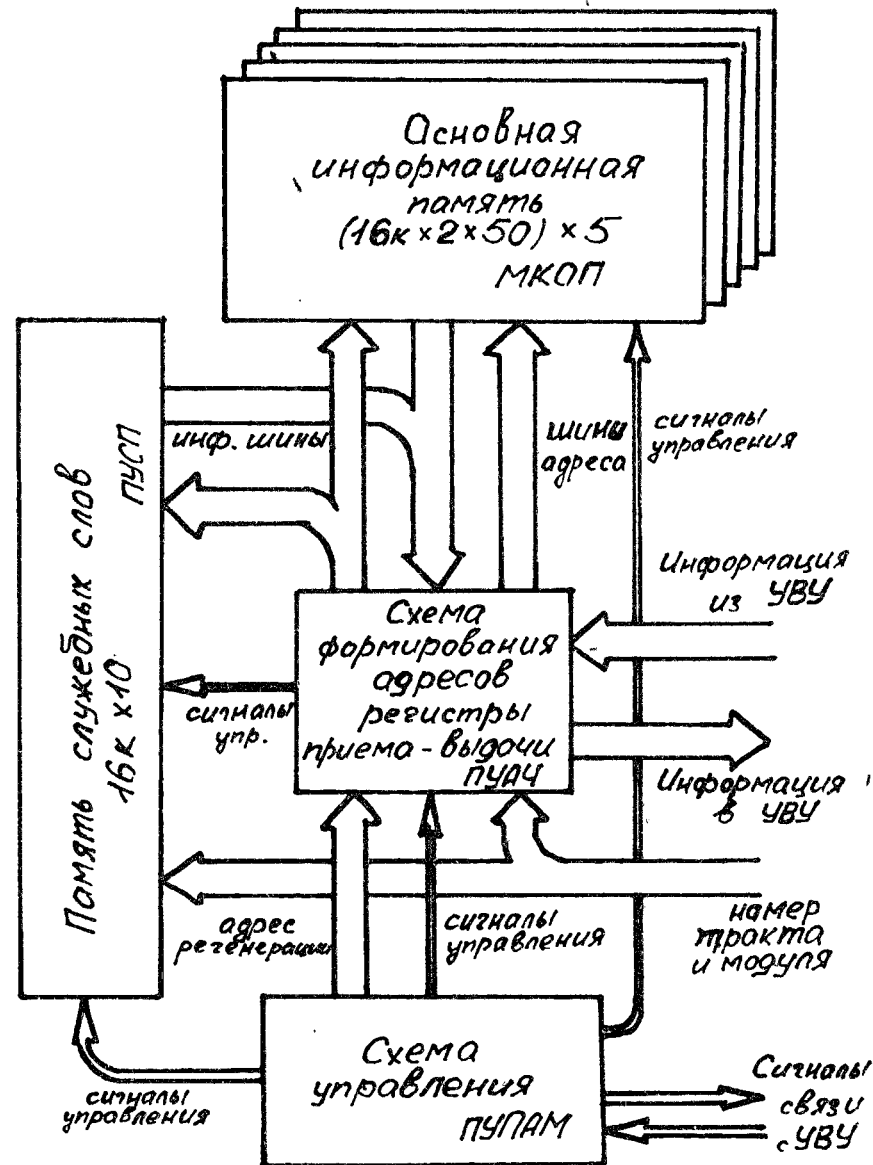 Основная
информационная
память
(16к×2×50)×5
МКОП
инф. шины
шины
адреса
сигналы
управления
Память служебных слов
16к ×10
ПУСП
Информация
из УВУ
Схема
формирования
адресов
регистры
приема-выдачи
ПУАЧ
сигналы
упр.
Информация
в УВУ
адрес
регенерации
сигналы
управления
намер
тракта
и модуля
Схема
управления
ПУПАМ
сигналы
управления
Сигналы
связи
с УВУ